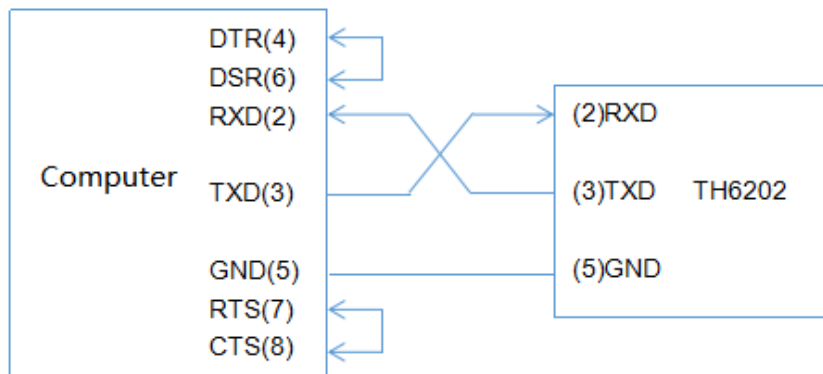 DTR(4)
DSR(6)
RXD(2)
(2)RXD
Computer
TXD(3)
(3)TXD TH6202
GND(5)
(5)GND
RTS(7)
CTS(8)